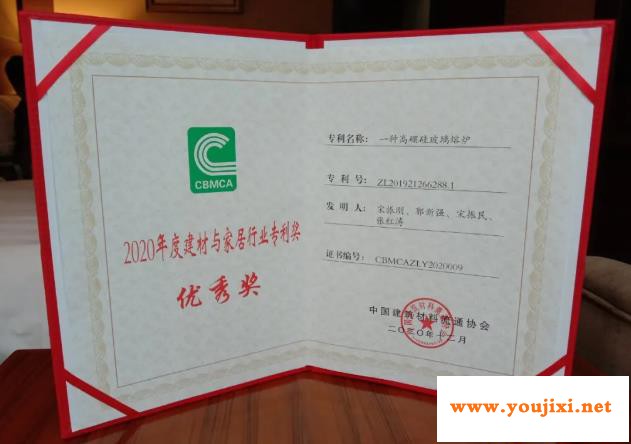 CBMCA
2020年度建材与家居行业专利奖
优秀奖
专利名称: 一种高硼硅玻璃熔炉
专利号: ZL201921266288.1
发明人: 宋振刚、郭新强、宋振民、
张红涛
证书编号: CBMCAZLY2020009
中国建筑材料流通协会
二〇二〇年十二月
www.youjixi.net